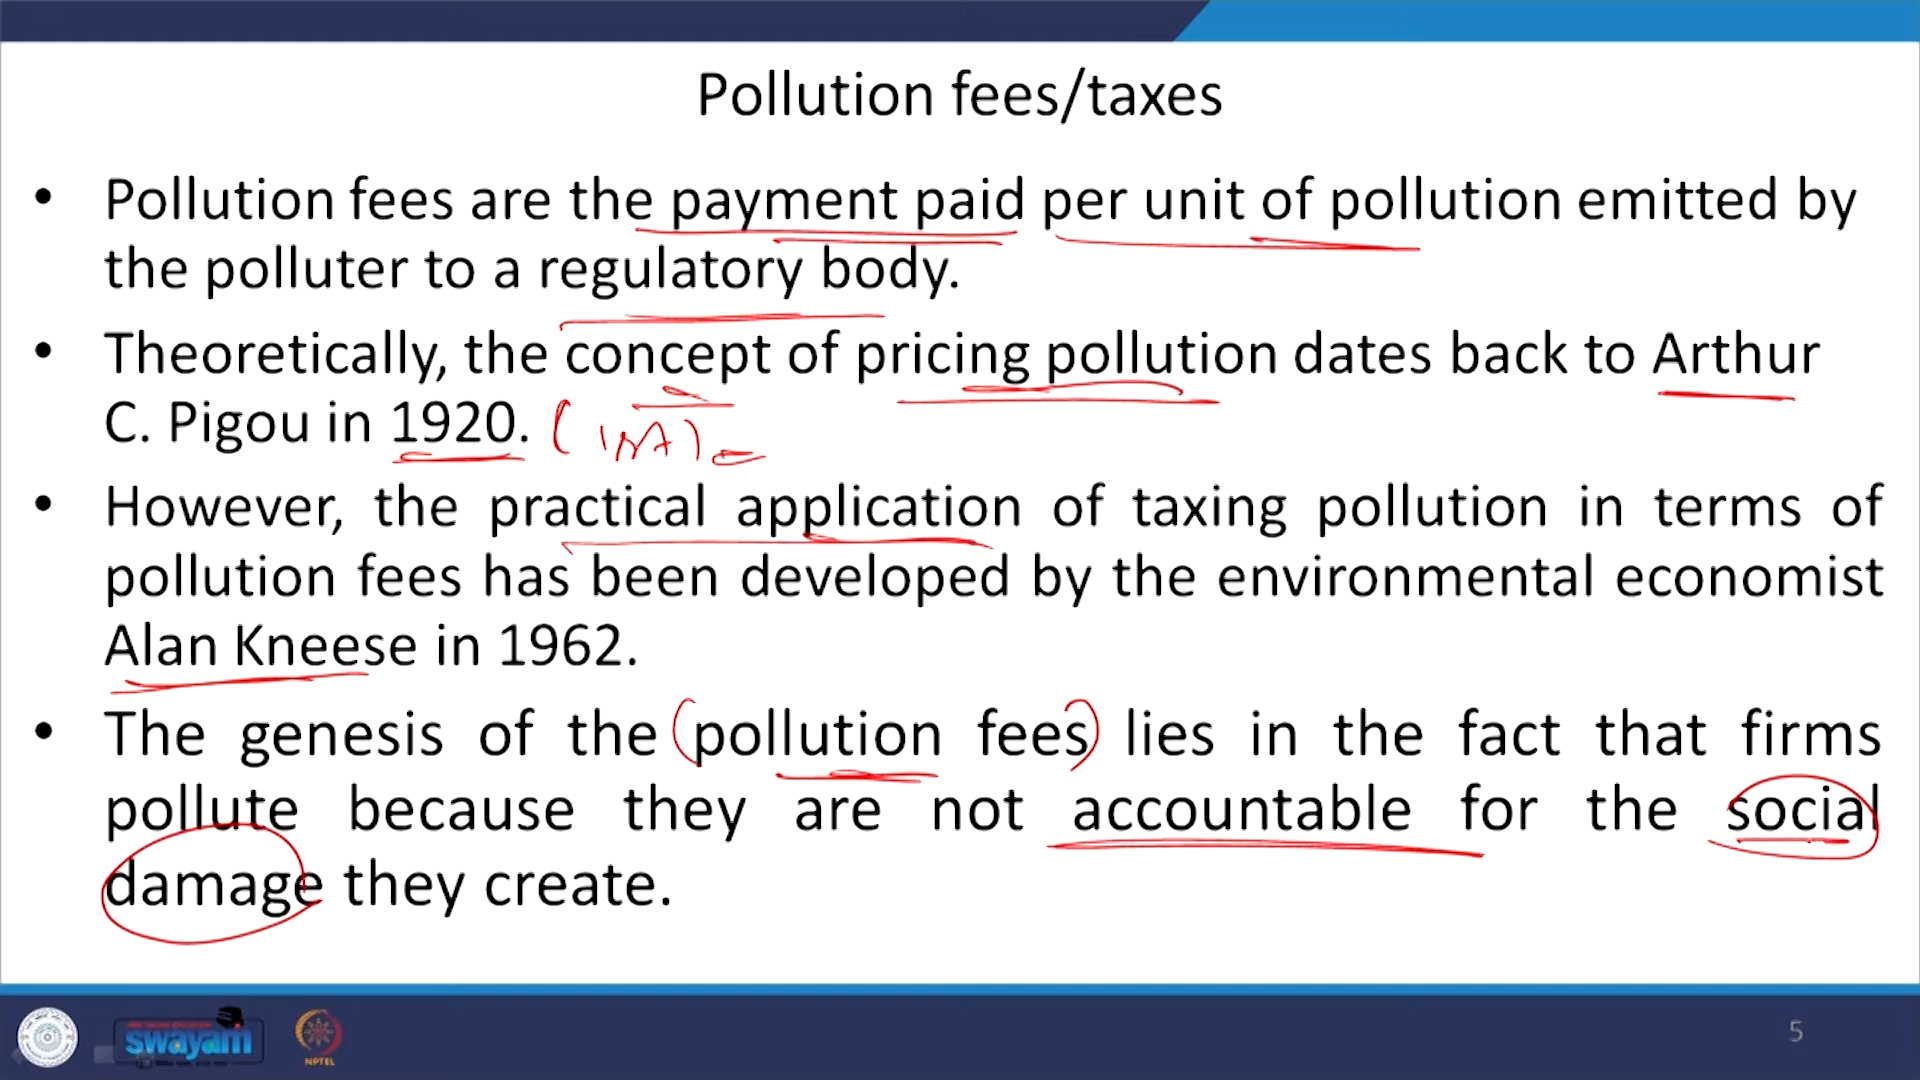 Pollution fees/taxes
• Pollution fees are the payment paid per unit of pollution emitted by
the polluter to a regulatory body.
• Theoretically, the concept of pricing pollution dates back to Arthur
C. Pigou in 1920.
• However, the practical application of taxing pollution in terms of
pollution fees has been developed by the environmental economist
Alan Kneese in 1962.
• The genesis of the (pollution fees) lies in the fact that firms
pollute because they are not accountable for the social
damage they create.
swayam
NPTEL
5